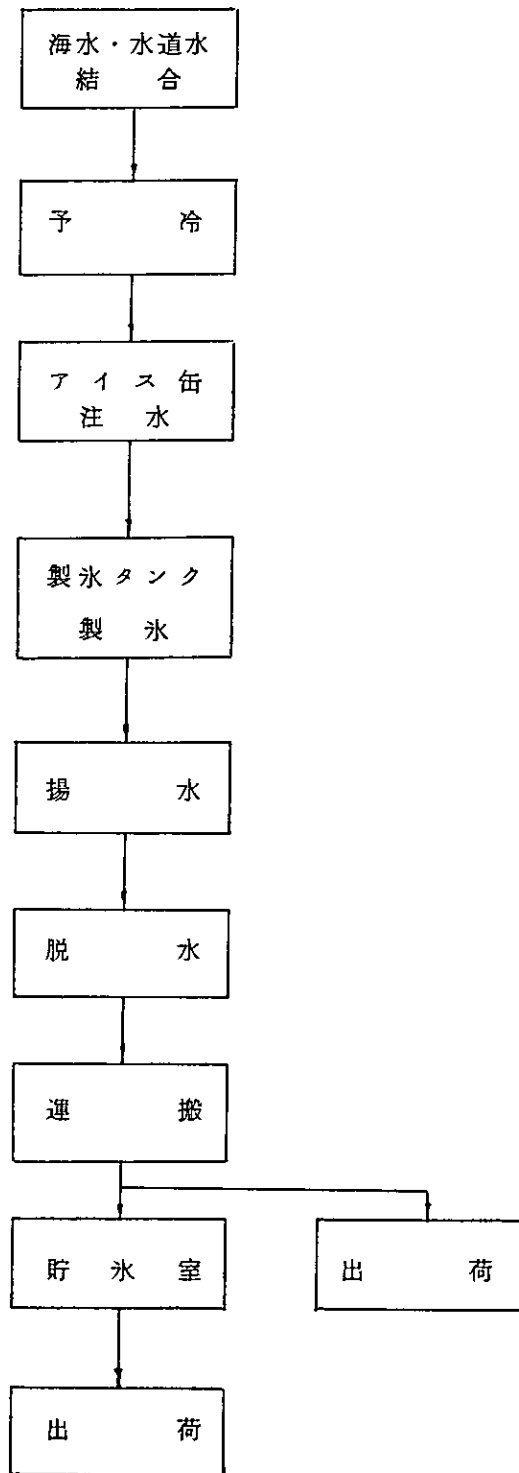 海水・水道水
結合
予冷
アイス缶
注水
製氷タンク
製氷
揚水
脱水
運搬
貯氷室
出荷
出荷